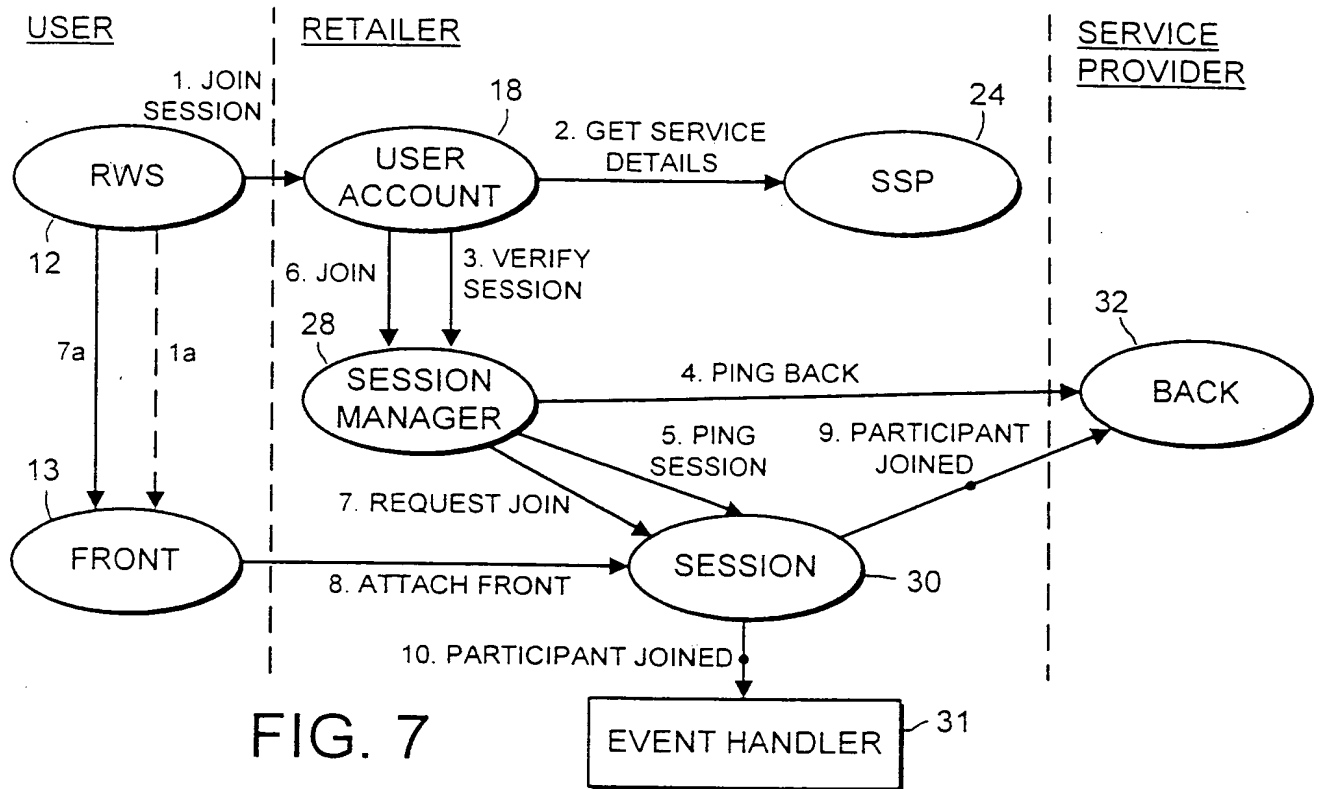 USER
RETAILER
SERVICE
PROVIDER
1. JOIN
SESSION
18
2. GET SERVICE
DETAILS
24
RWS
USER
ACCOUNT
SSP
12
6. JOIN
3. VERIFY
SESSION
7a
1a
28
32
SESSION
MANAGER
4. PING BACK
BACK
5. PING
SESSION
9. PARTICIPANT
JOINED
13
7. REQUEST JOIN
FRONT
8. ATTACH FRONT
SESSION
30
10. PARTICIPANT JOINED
FIG. 7
EVENT HANDLER
31